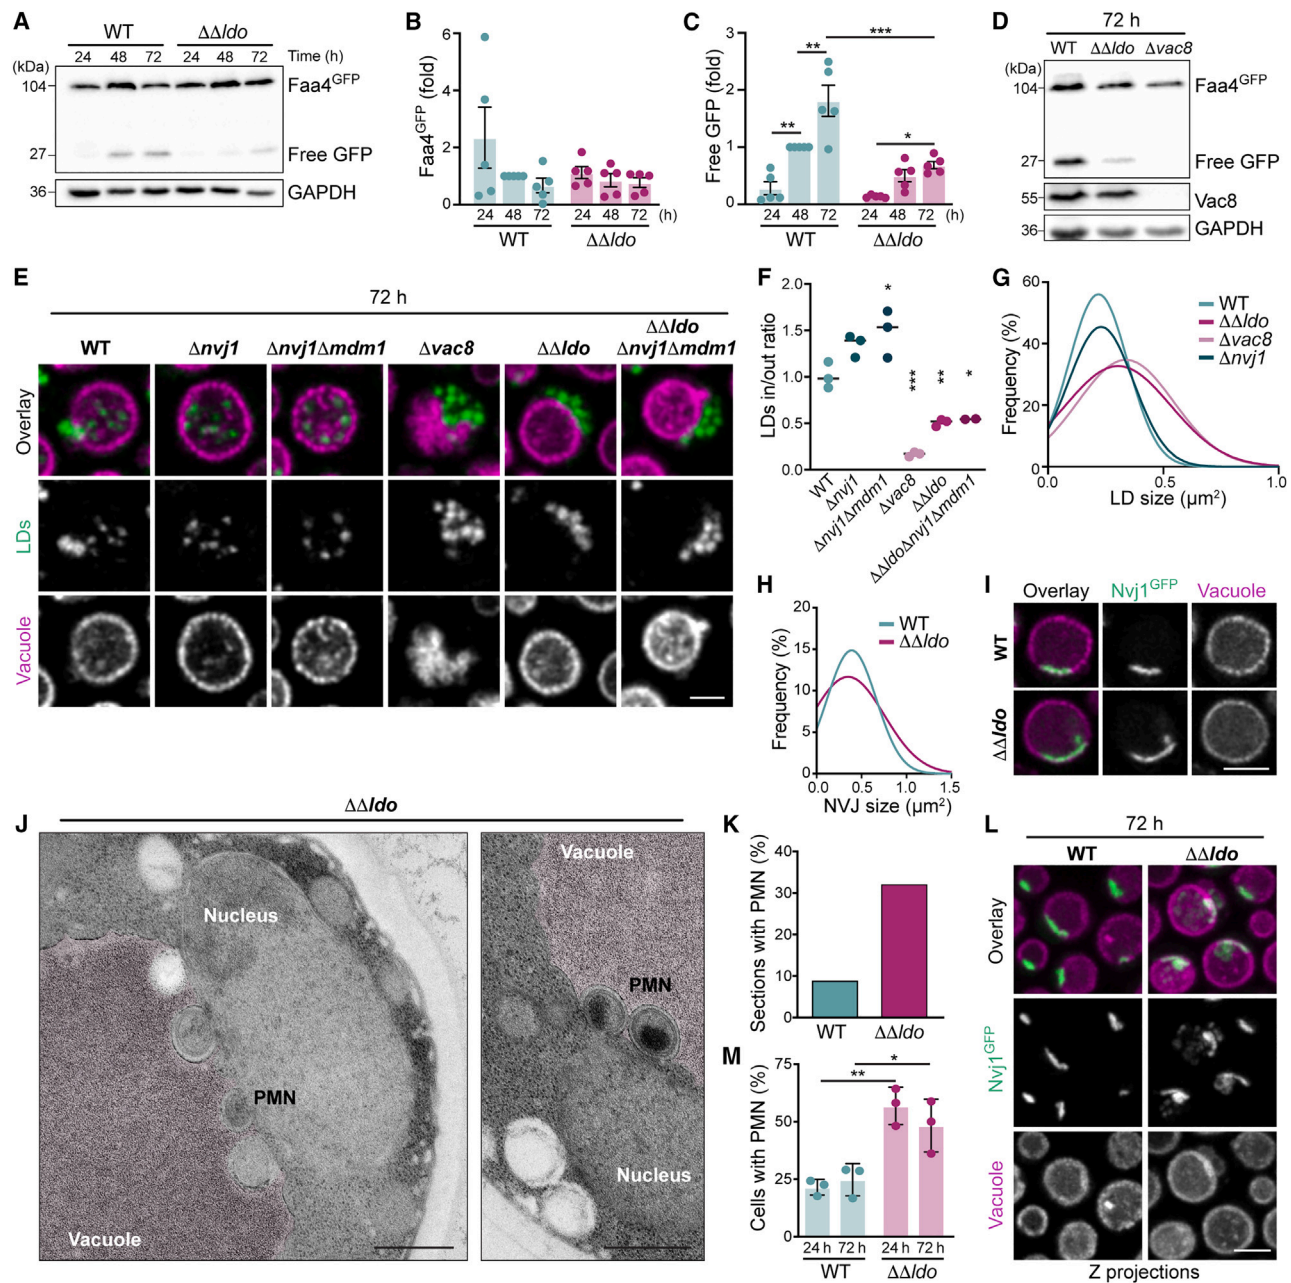 A
WT ΔΔldo
24 48 72 24 48 72 Time (h)
(kDa)
104 Faa4GFP
27 Free GFP
36 GAPDH
B
Faa4GFP (fold)
6
4
2
0
24 48 72 24 48 72 (h)
WT ΔΔldo
C
Free GFP (fold)
3
2
1
0
** ** *** *
24 48 72 24 48 72 (h)
WT ΔΔldo
D
72 h
WT ΔΔldo Δvac8
(kDa)
104 Faa4GFP
27 Free GFP
55 Vac8
36 GAPDH
E
72 h
WT Δnvj1 Δnvj1Δmdm1 Δvac8 ΔΔldo ΔΔldo Δnvj1Δmdm1
Overlay
LDs
Vacuole
F
LDs in/out ratio
2.0
1.5
1.0
0.5
0.0
* *** ** *
WT
Δnvj1
Δnvj1Δmdm1
Δvac8
ΔΔldo
ΔΔldoΔnvj1Δmdm1
G
Frequency (%)
60
40
20
0
0.0 0.5 1.0
LD size (µm²)
WT
ΔΔldo
Δvac8
Δnvj1
H
Frequency (%)
20
15
10
5
0
0.0 0.5 1.0 1.5
NVJ size (µm²)
WT
ΔΔldo
I
Overlay Nvj1GFP Vacuole
WT
ΔΔldo
J
ΔΔldo
Nucleus
PMN
Vacuole
Vacuole
PMN
Nucleus
K
Sections with PMN (%)
40
30
20
10
0
WT ΔΔldo
L
72 h
WT ΔΔldo
Overlay
Nvj1GFP
Vacuole
Z projections
M
Cells with PMN (%)
75
50
25
0
** *
24 h 72 h 24 h 72 h
WT ΔΔldo